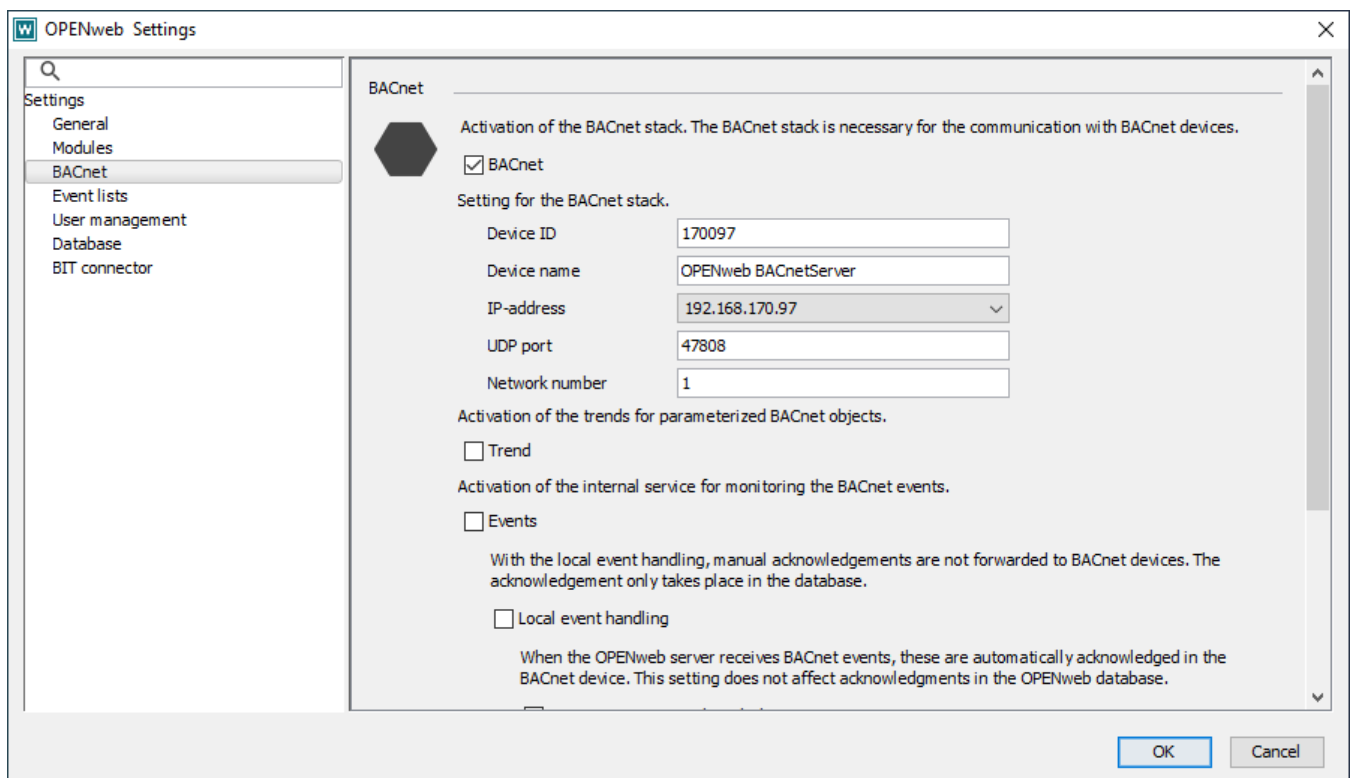 OPENweb Settings
Settings
General
Modules
BACnet
Event lists
User management
Database
BIT connector
BACnet
Activation of the BACnet stack. The BACnet stack is necessary for the communication with BACnet devices.
BACnet
Setting for the BACnet stack.
Device ID 170097
Device name OPENweb BACnetServer
IP-address 192.168.170.97
UDP port 47808
Network number 1
Activation of the trends for parameterized BACnet objects.
Trend
Activation of the internal service for monitoring the BACnet events.
Events
With the local event handling, manual acknowledgements are not forwarded to BACnet devices. The
acknowledgement only takes place in the database.
Local event handling
When the OPENweb server receives BACnet events, these are automatically acknowledged in the
BACnet device. This setting does not affect acknowledgments in the OPENweb database.
OK Cancel